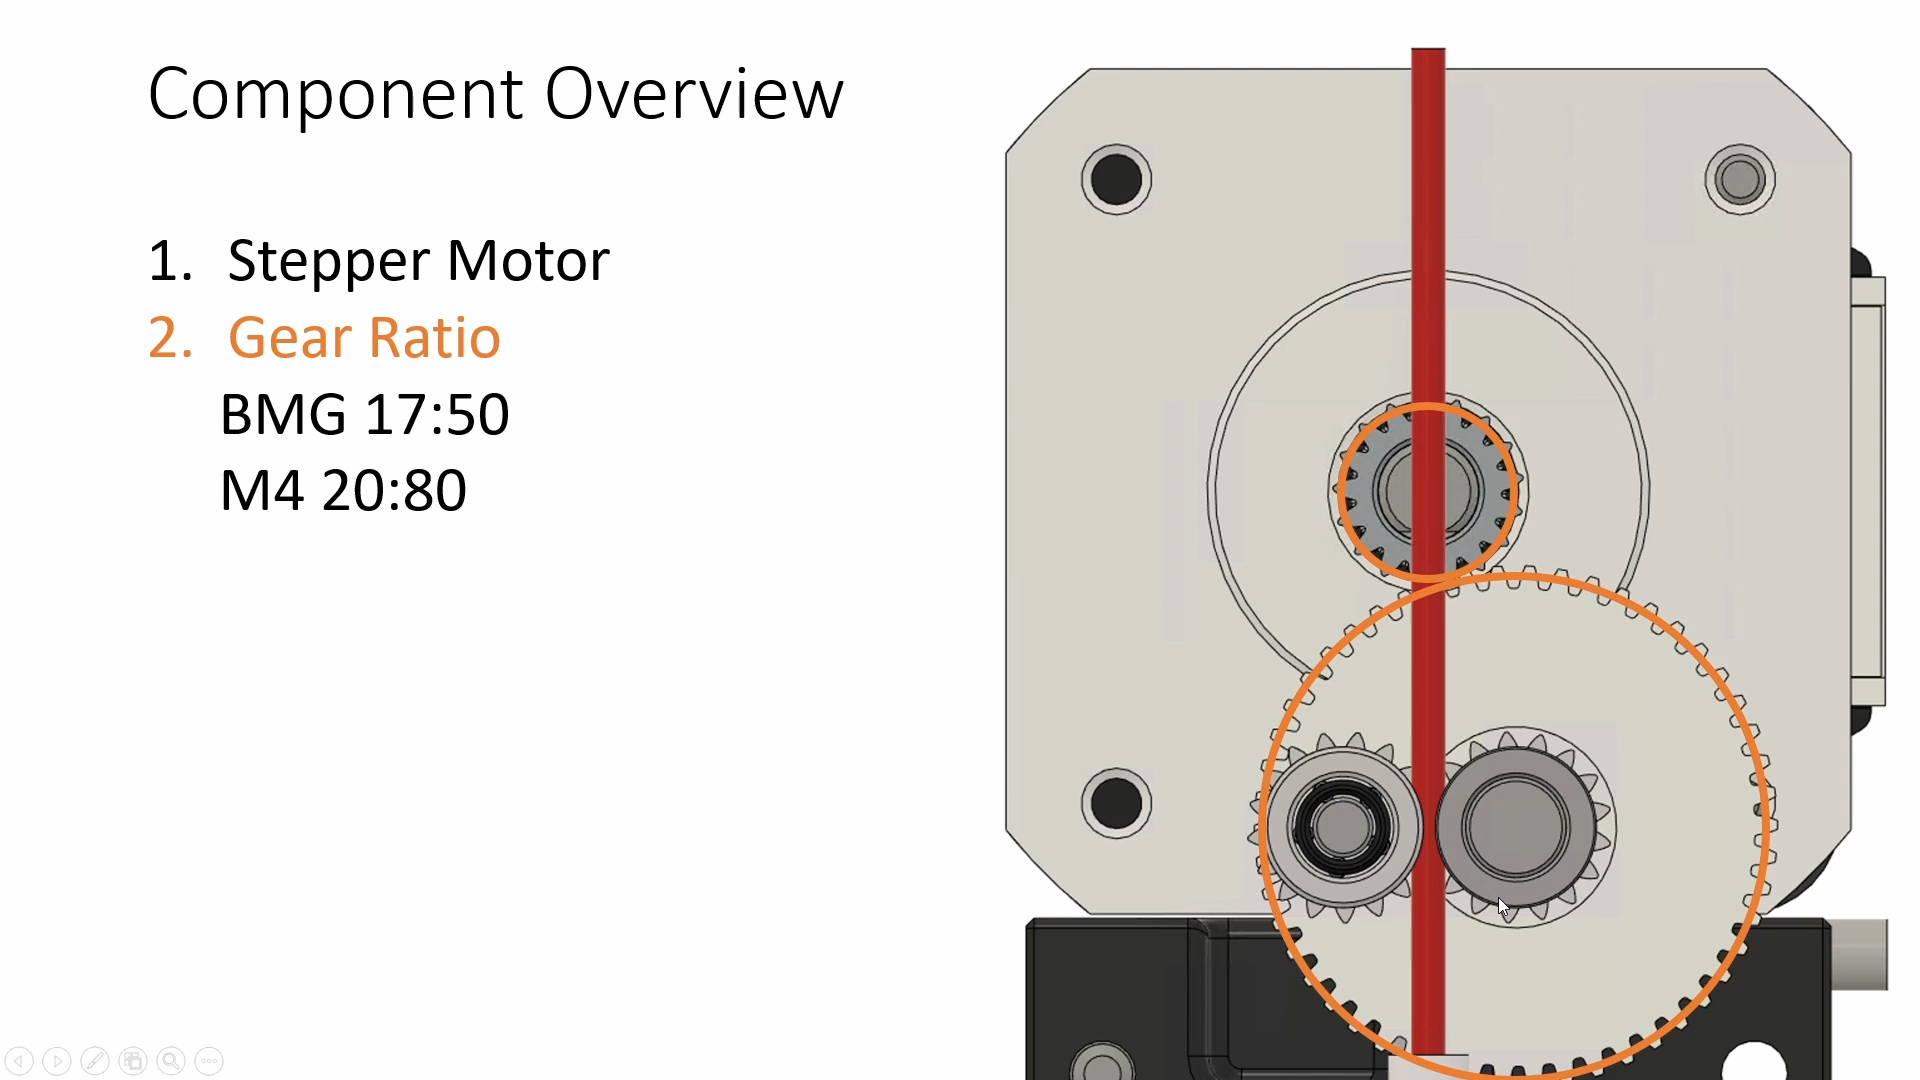 Component Overview
1. Stepper Motor
2. Gear Ratio
BMG 17:50
M4 20:80